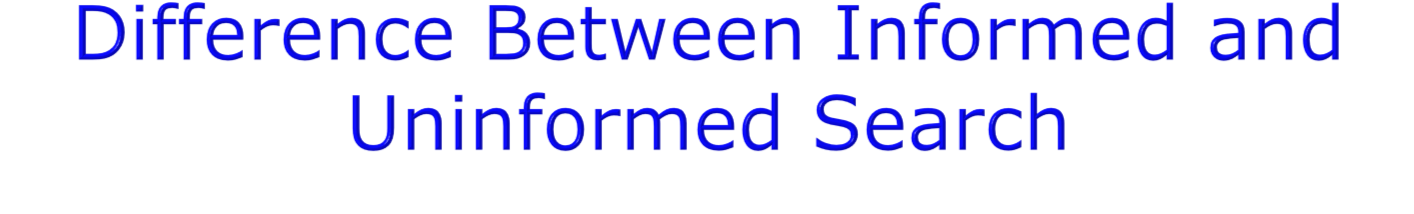 Difference Between Informed and
Uninformed Search